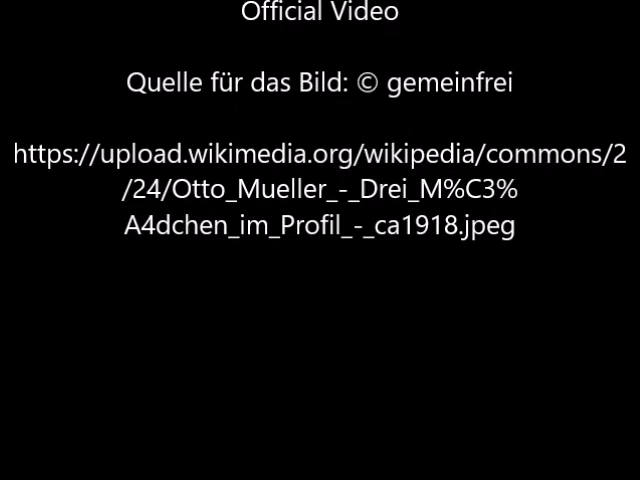 Official Video
Quelle für das Bild: © gemeinfrei
https://upload.wikimedia.org/wikipedia/commons/2
/24/Otto_Mueller_-_Drei_M%C3%
A4dchen_im_Profil_-_ca1918.jpeg